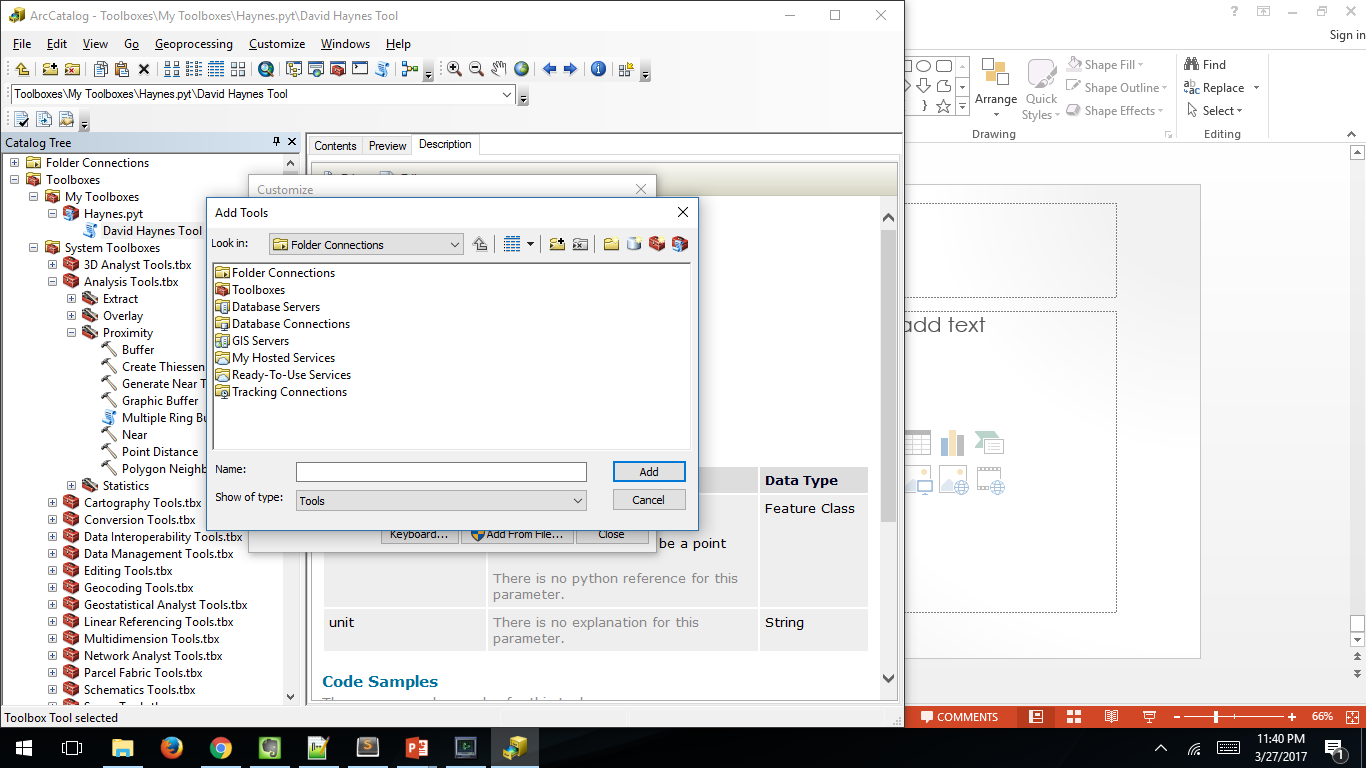 ArcCatalog - Toolboxes\My Toolboxes\Haynes.pyt\David Haynes Tool
File Edit View Go Geoprocessing Customize Windows Help
Toolboxes\My Toolboxes\Haynes.pyt\David Haynes Tool
Catalog Tree
Folder Connections
Toolboxes
My Toolboxes
Haynes.pyt
David Haynes Tool
System Toolboxes
3D Analyst Tools.tbx
Analysis Tools.tbx
Extract
Overlay
Proximity
Buffer
Create Thiessen
Generate Near T
Graphic Buffer
Multiple Ring Bu
Near
Point Distance
Polygon Neighb
Statistics
Cartography Tools.tbx
Conversion Tools.tbx
Data Interoperability Tools.tbx
Data Management Tools.tbx
Editing Tools.tbx
Geocoding Tools.tbx
Geostatistical Analyst Tools.tbx
Linear Referencing Tools.tbx
Multidimension Tools.tbx
Network Analyst Tools.tbx
Parcel Fabric Tools.tbx
Schematics Tools.tbx
Toolbox Tool selected
Contents Preview Description
Customize
Add Tools
Look in: Folder Connections
Folder Connections
Toolboxes
Database Servers
Database Connections
GIS Servers
My Hosted Services
Ready-To-Use Services
Tracking Connections
Name: Add
Show of type: Tools Cancel
Keyboard... Add From File... Close
Data Type
Feature Class
be a point
There is no python reference for this
parameter.
unit There is no explanation for this String
parameter.
Code Samples
Sign in
Arrange
Quick
Styles
Shape Fill
Shape Outline
Shape Effects
Drawing
Find
Replace
Select
Editing
add text
COMMENTS 66%
11:40 PM
3/27/2017
1